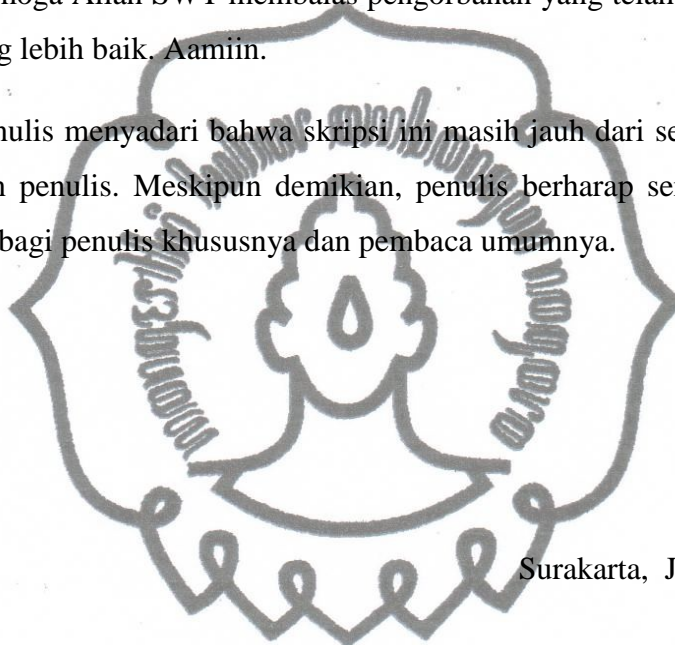 noga Allah SWT membalas pengorbanan yang telah
g lebih baik. Aamiin.
nulis menyadari bahwa skripsi ini masih jauh dari se
n penulis. Meskipun demikian, penulis berharap se
bagi penulis khususnya dan pembaca umumnya.
Surakarta, J